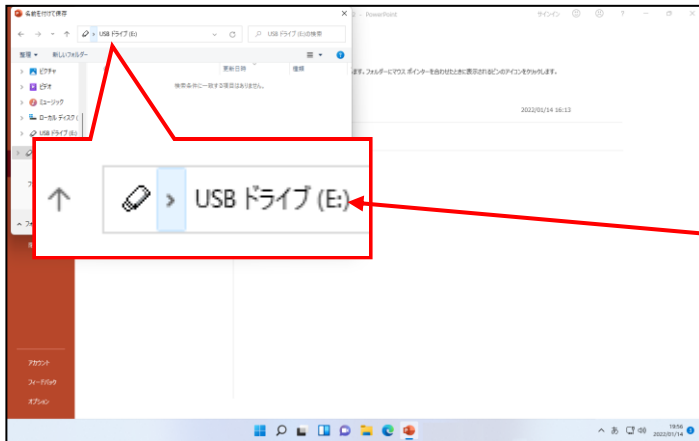 名前を付けて保存
- PowerPoint
サインイン
USB ドライブ (E:)
USB ドライブ (E:)の検索
整理
新しいフォルダー
更新日時
種類
ピクチャ
ビデオ
ミュージック
ローカル ディスク (
USB ドライブ (E:)
検索条件に一致する項目はありません。
ます。フォルダーにマウス ポインターを合わせたときに表示されるピンのアイコンをクリックします。
2022/01/14 16:13
USB ドライブ (E:)
アカウント
フィードバック
オプション
あ
19:56
2022/01/14